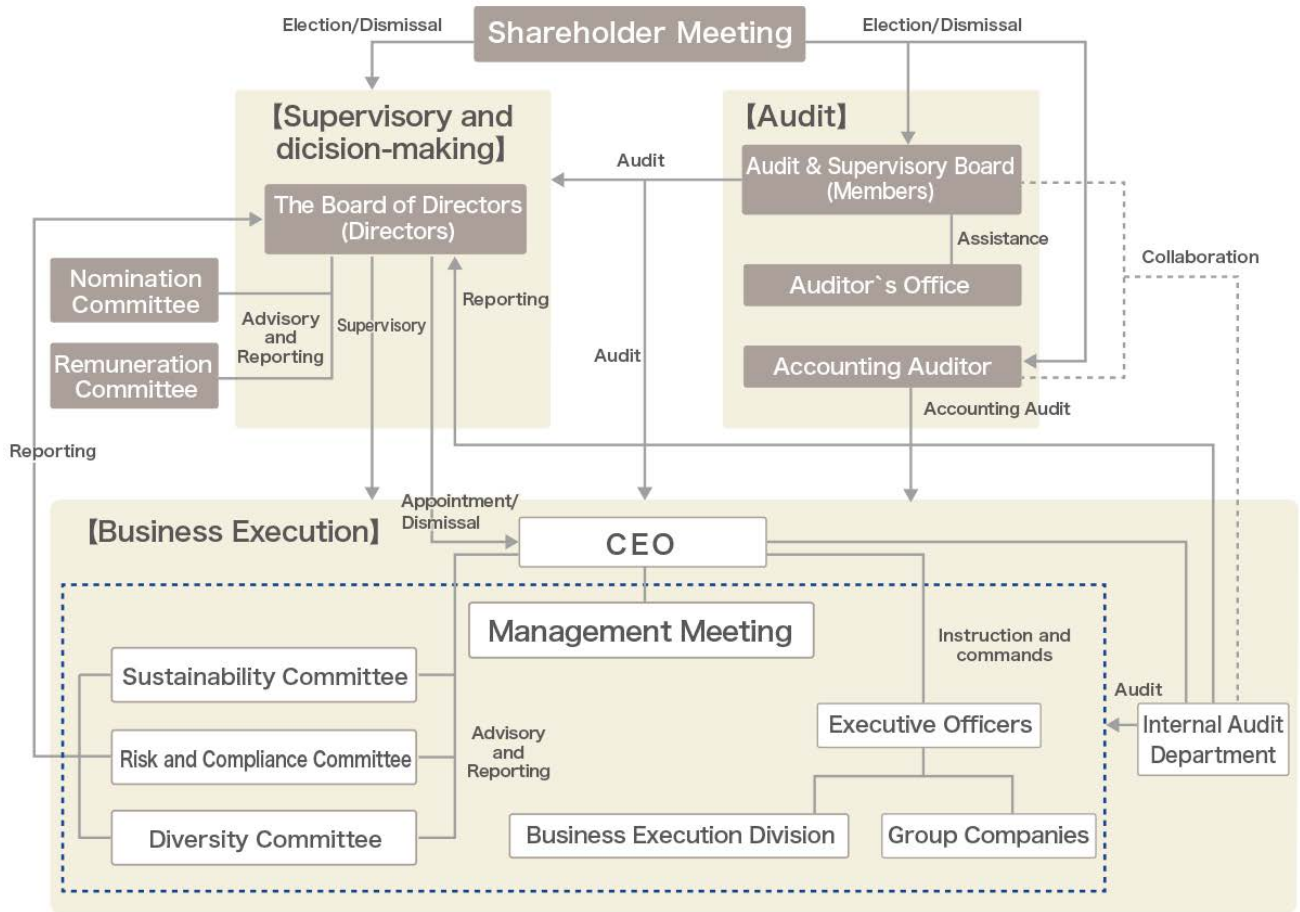 Election/Dismissal
Shareholder Meeting
Election/Dismissal
【Supervisory and
dicision-making】
【Audit】
Audit
Audit & Supervisory Board
(Members)
The Board of Directors
(Directors)
Assistance
Collaboration
Nomination
Committee
Auditor`s Office
Reporting
Advisory
and
Reporting
Supervisory
Remuneration
Committee
Audit
Accounting Auditor
Accounting Audit
Reporting
Appointment/
Dismissal
【Business Execution】
CEO
Management Meeting
Instruction and
commands
Sustainability Committee
Audit
Executive Officers
Internal Audit
Department
Risk and Compliance Committee
Advisory
and
Reporting
Diversity Committee
Business Execution Division
Group Companies